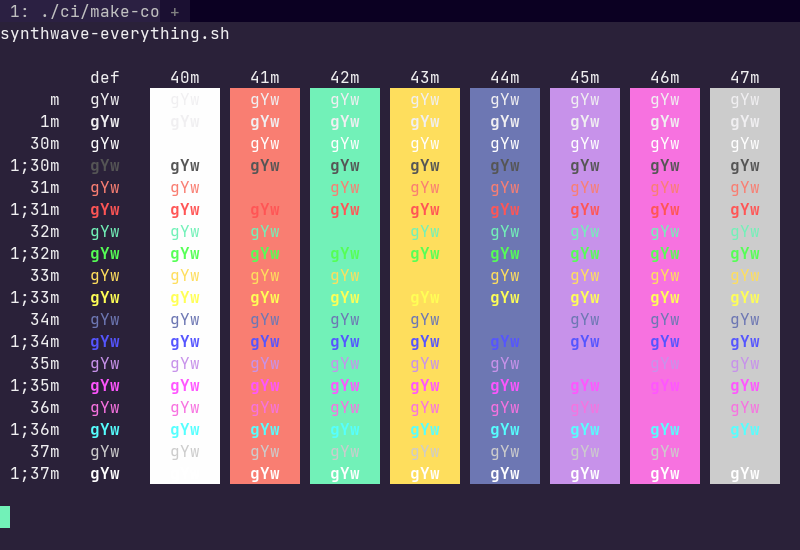 1: ./ci/make-co +
synthwave-everything.sh
def 40m 41m 42m 43m 44m 45m 46m 47m
m gYw gYw gYw gYw gYw gYw gYw gYw gYw
1m gYw gYw gYw gYw gYw gYw gYw gYw gYw
30m gYw gYw gYw gYw gYw gYw gYw gYw
1;30m gYw gYw gYw gYw gYw gYw gYw gYw gYw
31m gYw gYw gYw gYw gYw gYw gYw gYw
1;31m gYw gYw gYw gYw gYw gYw gYw gYw gYw
32m gYw gYw gYw gYw gYw gYw gYw gYw
1;32m gYw gYw gYw gYw gYw gYw gYw gYw gYw
33m gYw gYw gYw gYw gYw gYw gYw gYw
1;33m gYw gYw gYw gYw gYw gYw gYw gYw gYw
34m gYw gYw gYw gYw gYw gYw gYw gYw
1;34m gYw gYw gYw gYw gYw gYw gYw gYw gYw
35m gYw gYw gYw gYw gYw gYw gYw gYw
1;35m gYw gYw gYw gYw gYw gYw gYw gYw gYw
36m gYw gYw gYw gYw gYw gYw gYw gYw
1;36m gYw gYw gYw gYw gYw gYw gYw gYw gYw
37m gYw gYw gYw gYw gYw gYw gYw gYw
1;37m gYw gYw gYw gYw gYw gYw gYw gYw